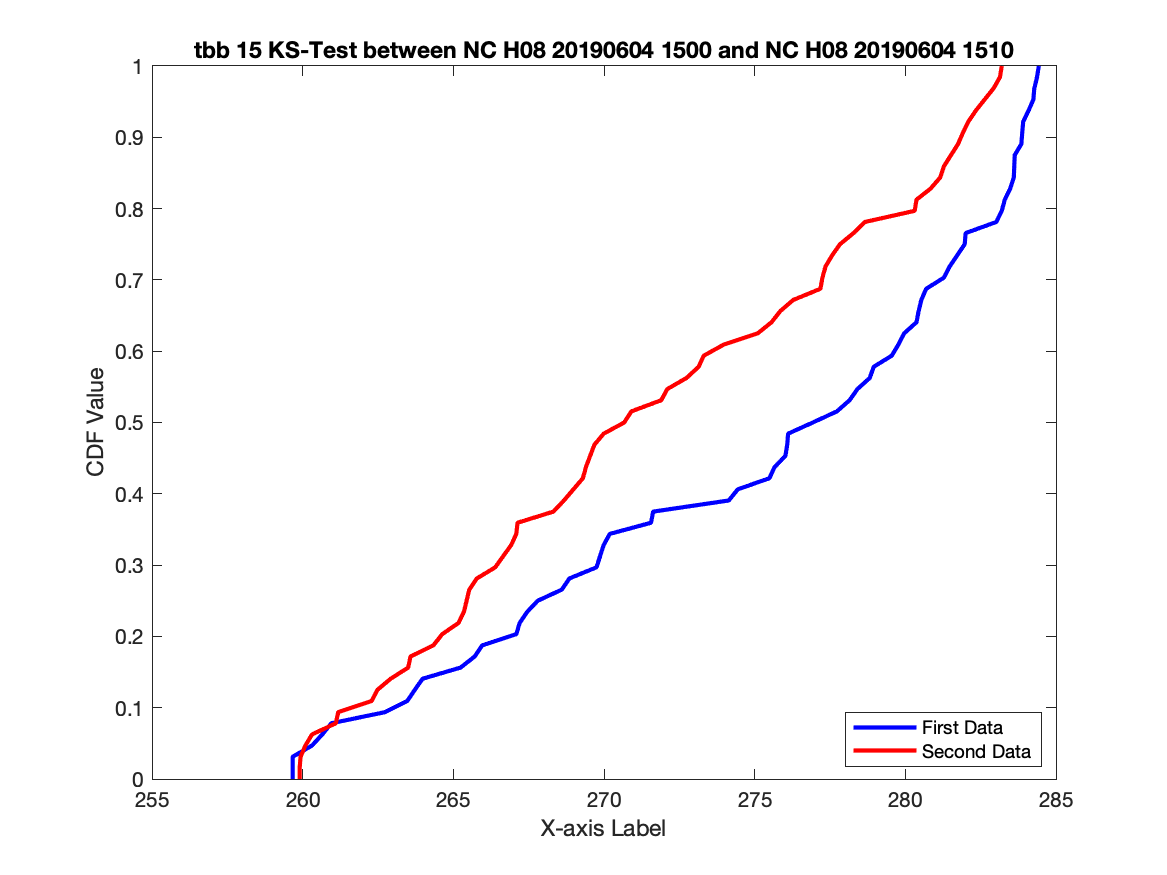 tbb 15 KS-Test between NC H08 20190604 1500 and NC H08 20190604 1510
1
0.9
0.8
0.7
0.6
0.5
0.4
0.3
0.2
0.1
0
CDF Value
First Data
Second Data
255 260 265 270 275 280 285
X-axis Label